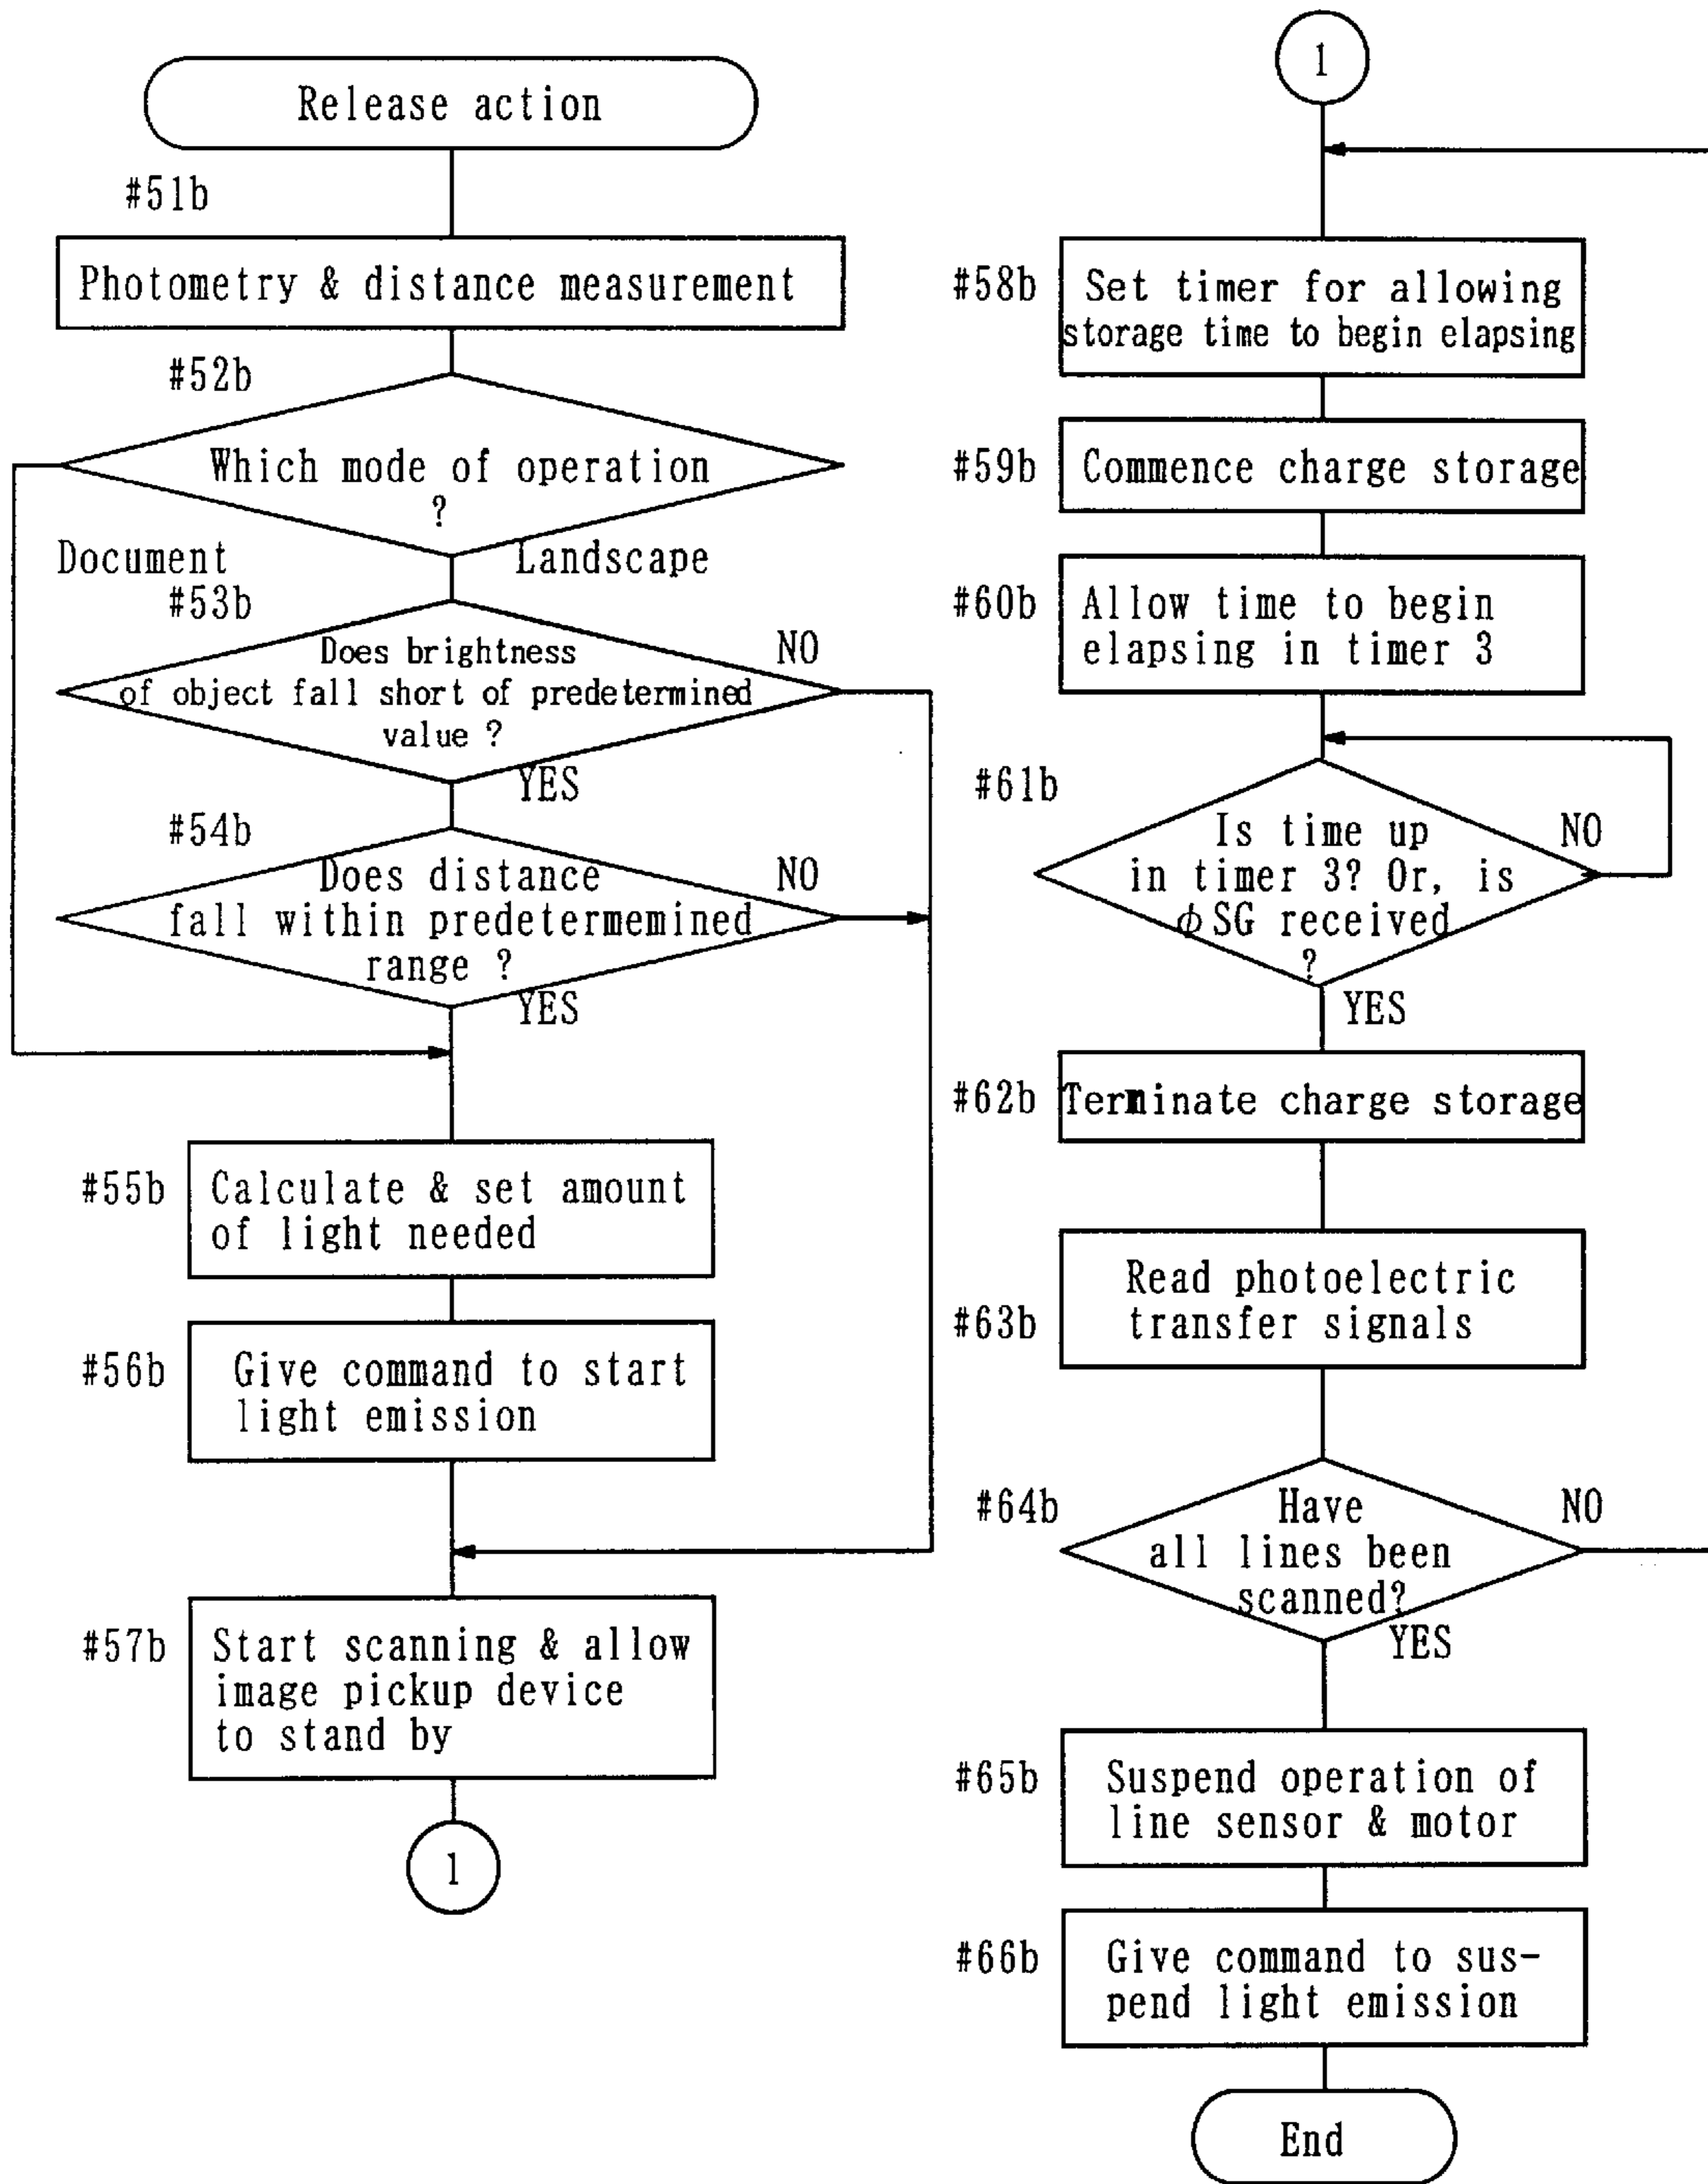 Release action
#51b
Photometry & distance measurement
#52b
Which mode of operation
?
Document
Landscape
#53b
Does brightness
of object fall short of predetermined
value ?
NO
YES
#54b
Does distance
fall within predetermemined
range ?
NO
YES
#55b
Calculate & set amount
of light needed
#56b
Give command to start
light emission
#57b
Start scanning & allow
image pickup device
to stand by
1
1
#58b
Set timer for allowing
storage time to begin elapsing
#59b
Commence charge storage
#60b
Allow time to begin
elapsing in timer 3
#61b
Is time up
in timer 3? Or, is
φSG received
?
NO
YES
#62b
Terminate charge storage
#63b
Read photoelectric
transfer signals
#64b
Have
all lines been
scanned?
NO
YES
#65b
Suspend operation of
line sensor & motor
#66b
Give command to sus-
pend light emission
End